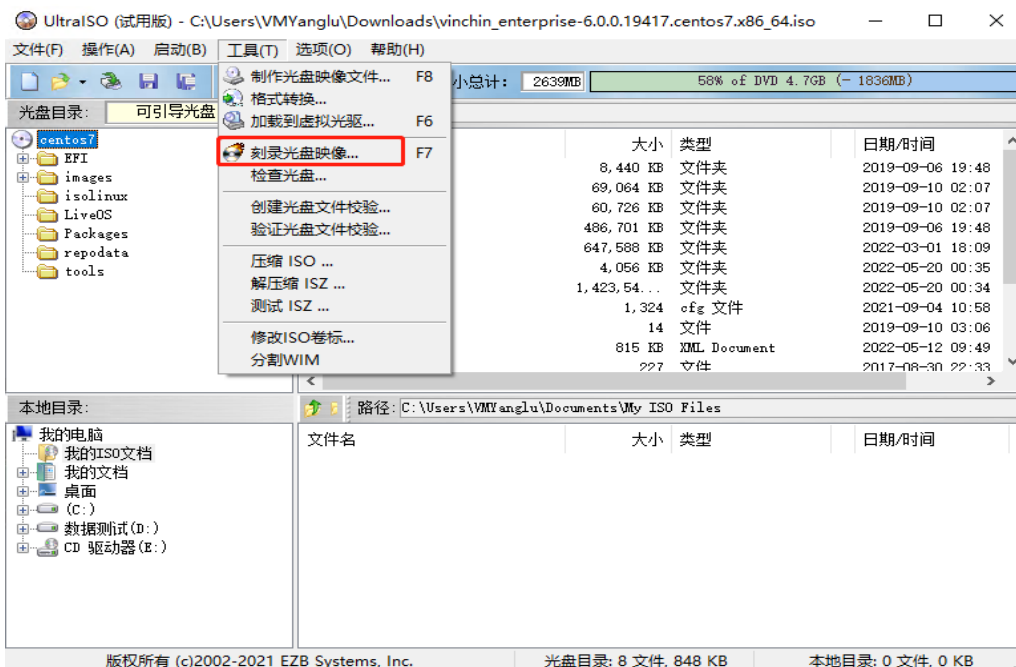 UltraISO (试用版) - C:\Users\VMYanglu\Downloads\vinchin_enterprise-6.0.0.19417.centos7.x86_64.iso
文件(F) 操作(A) 启动(B) 工具(T) 选项(O) 帮助(H)
小总计: 2639MB 58% of DVD 4.7GB (- 1836MB)
光盘目录: 可引导光盘
制作光盘映像文件... F8
格式转换...
加载到虚拟光驱... F6
刻录光盘映像... F7
检查光盘...
创建光盘文件校验...
验证光盘文件校验...
压缩 ISO ...
解压缩 ISZ ...
测试 ISZ ...
修改ISO卷标...
分割WIM
centos7
EFI
images
isolinux
LiveOS
Packages
repodata
tools
大小 类型 日期/时间
8,440 KB 文件夹 2019-09-06 19:48
69,064 KB 文件夹 2019-09-10 02:07
60,726 KB 文件夹 2019-09-10 02:07
486,701 KB 文件夹 2019-09-06 19:48
647,588 KB 文件夹 2022-03-01 18:09
4,056 KB 文件夹 2022-05-20 00:35
1,423,54... 文件夹 2022-05-20 00:34
1,324 cfg 文件 2021-09-04 10:58
14 文件 2019-09-10 03:06
815 KB XML Document 2022-05-12 09:49
227 文件 2017-08-30 22:33
本地目录: 路径: C:\Users\VMYanglu\Documents\My ISO Files
我的电脑
我的ISO文档
我的文档
桌面
(C:)
数据测试(D:)
CD 驱动器(E:)
文件名 大小 类型 日期/时间
版权所有 (c)2002-2021 EZB Systems, Inc. 光盘目录: 8 文件, 848 KB 本地目录: 0 文件, 0 KB